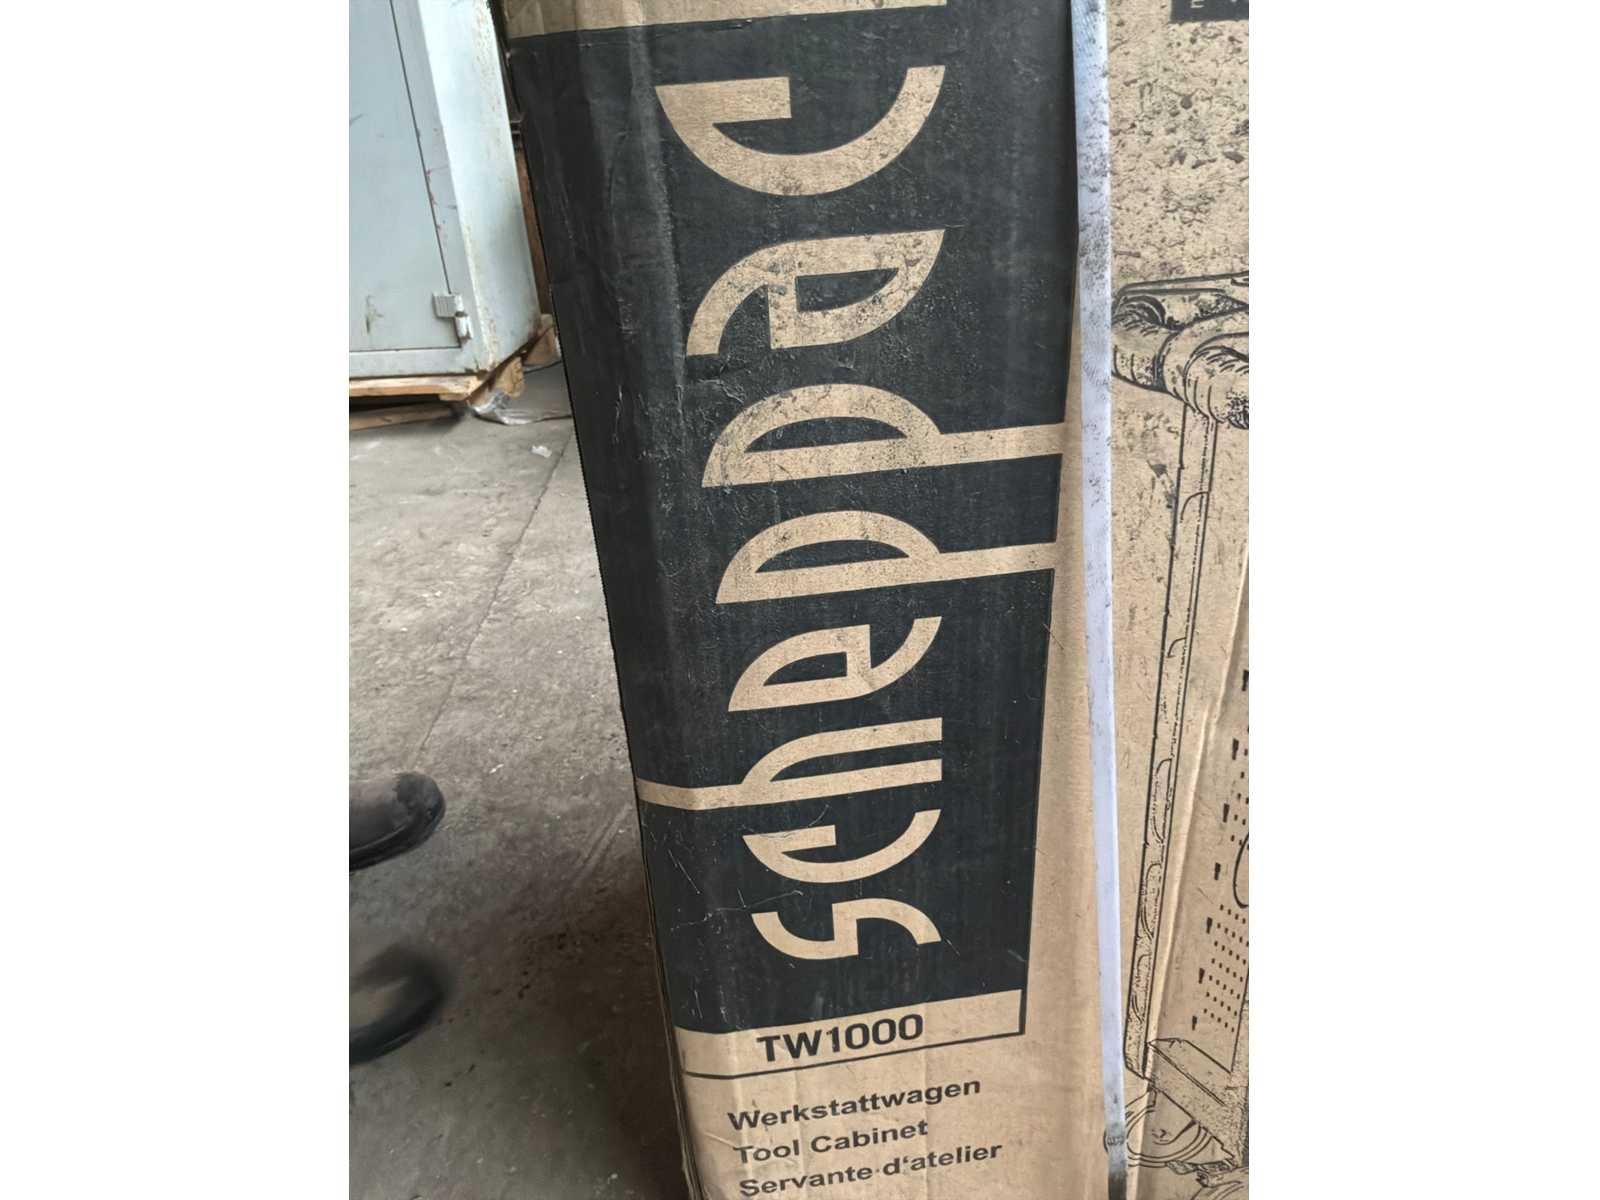 scheppach
TW1000
Werkstattwagen
Tool Cabinet
Servante d'atelier